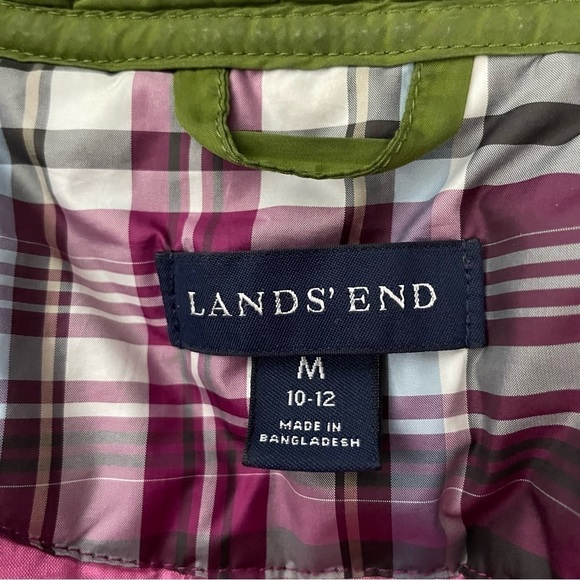 LANDS' END
M
10-12
MADE IN
BANGLADESH